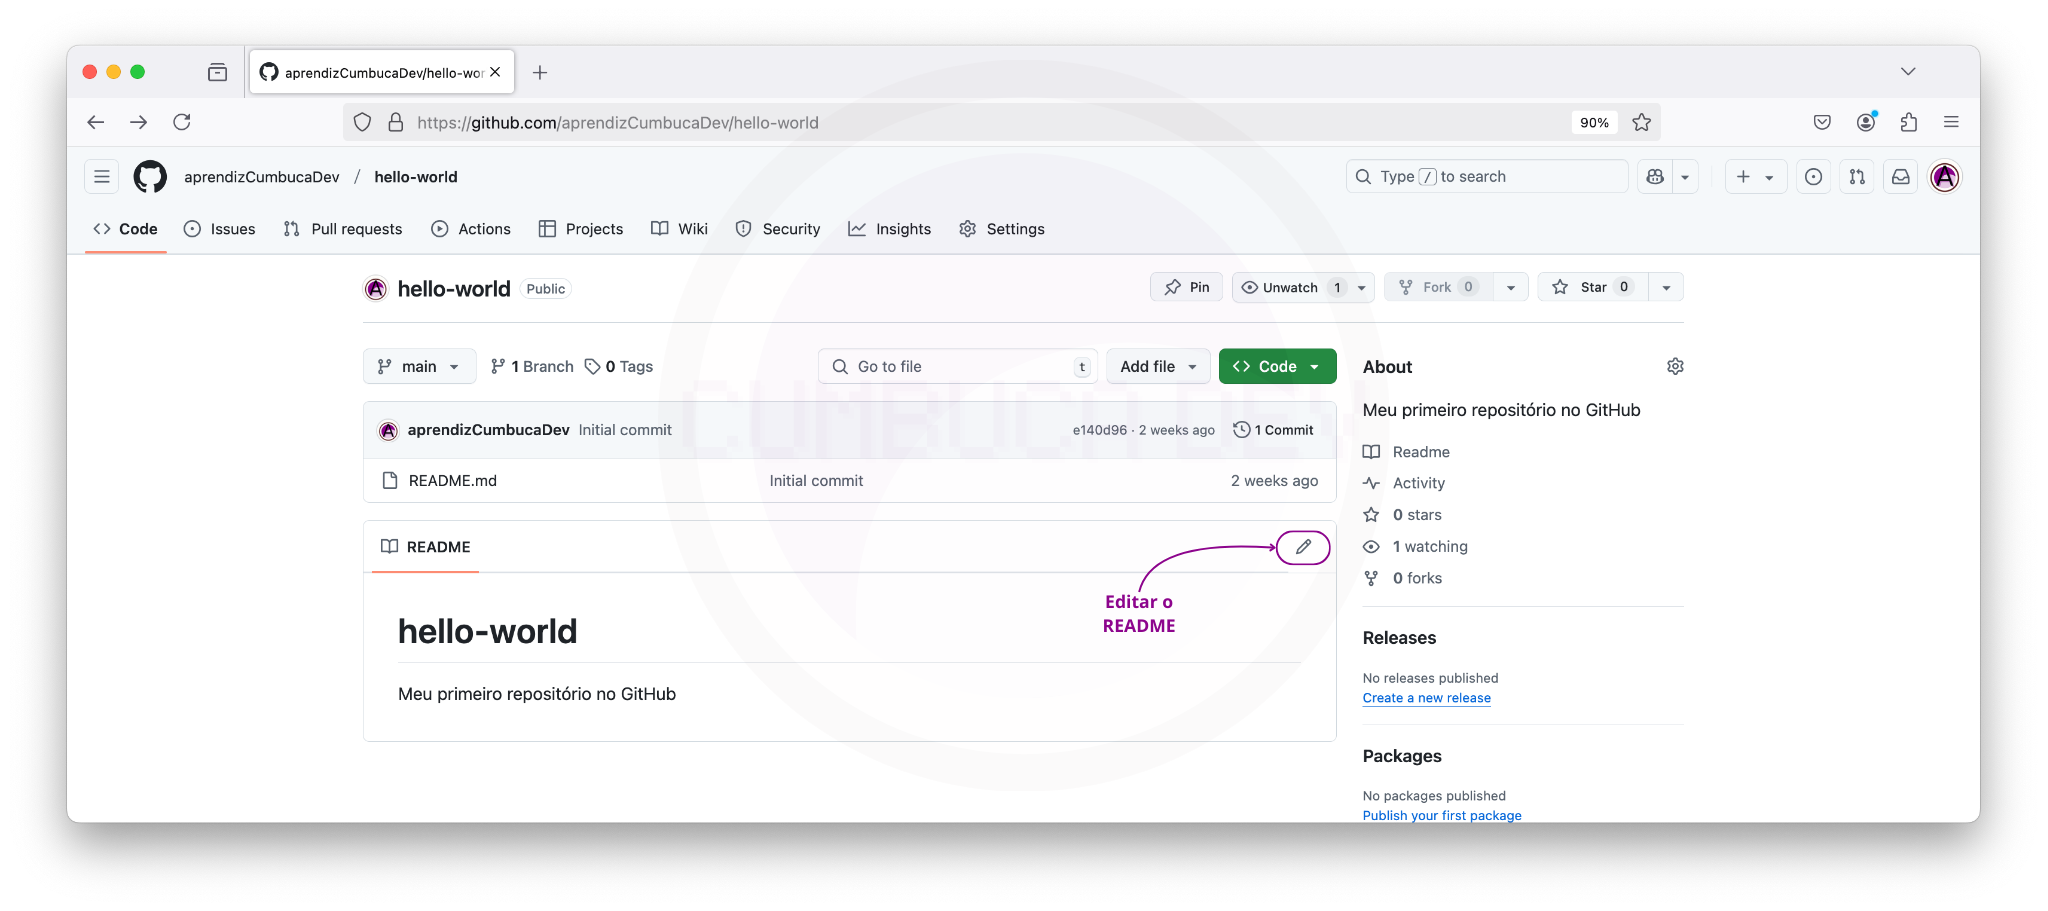 aprendizCumbucaDev/hello-wor
https://github.com/aprendizCumbucaDev/hello-world
90%
aprendizCumbucaDev / hello-world
Type / to search
Code
Issues
Pull requests
Actions
Projects
Wiki
Security
Insights
Settings
hello-world Public
Pin
Unwatch 1
Fork 0
Star 0
main
1 Branch
0 Tags
Go to file t
Add file
Code
aprendizCumbucaDev Initial commit
e140d96 · 2 weeks ago
1 Commit
README.md
Initial commit
2 weeks ago
README
Editar o
README
hello-world
Meu primeiro repositório no GitHub
About
Meu primeiro repositório no GitHub
Readme
Activity
0 stars
1 watching
0 forks
Releases
No releases published
Create a new release
Packages
No packages published
Publish your first package
CUMBUCA DEV